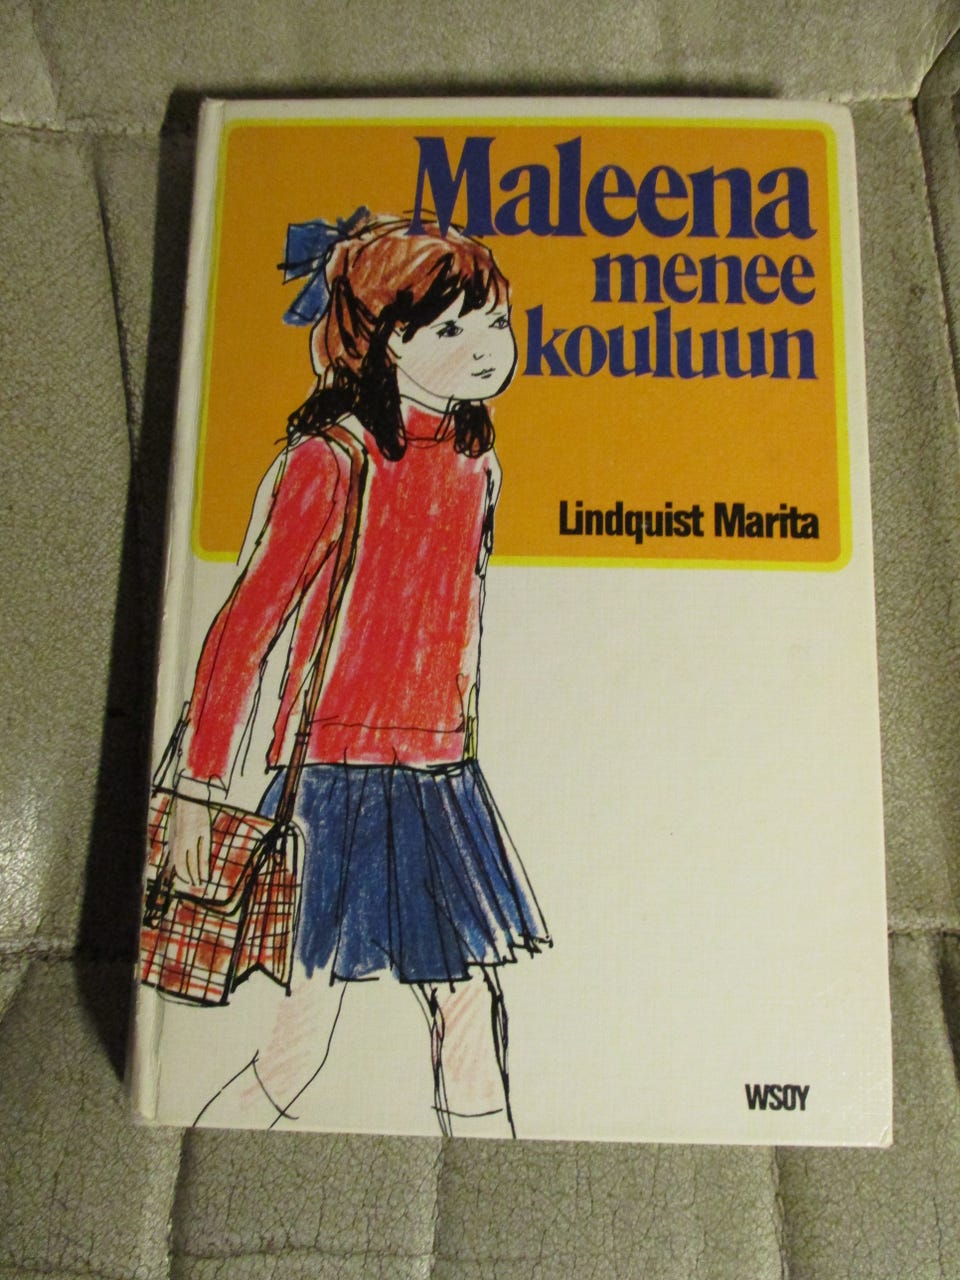 Maleena
menee
kouluun
Lindquist Marita
WSOY